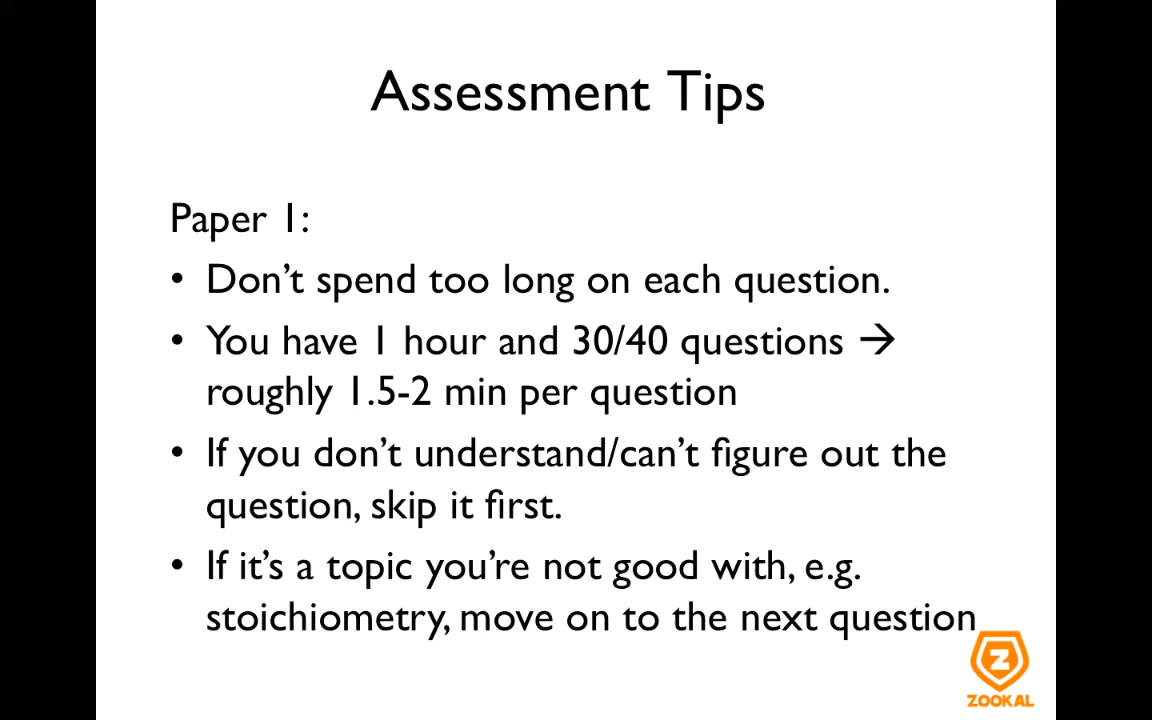 Assessment Tips
Paper 1:
• Don’t spend too long on each question.
• You have 1 hour and 30/40 questions →
roughly 1.5-2 min per question
• If you don’t understand/can’t figure out the
question, skip it first.
• If it’s a topic you’re not good with, e.g.
stoichiometry, move on to the next question
Z
ZOOKAL